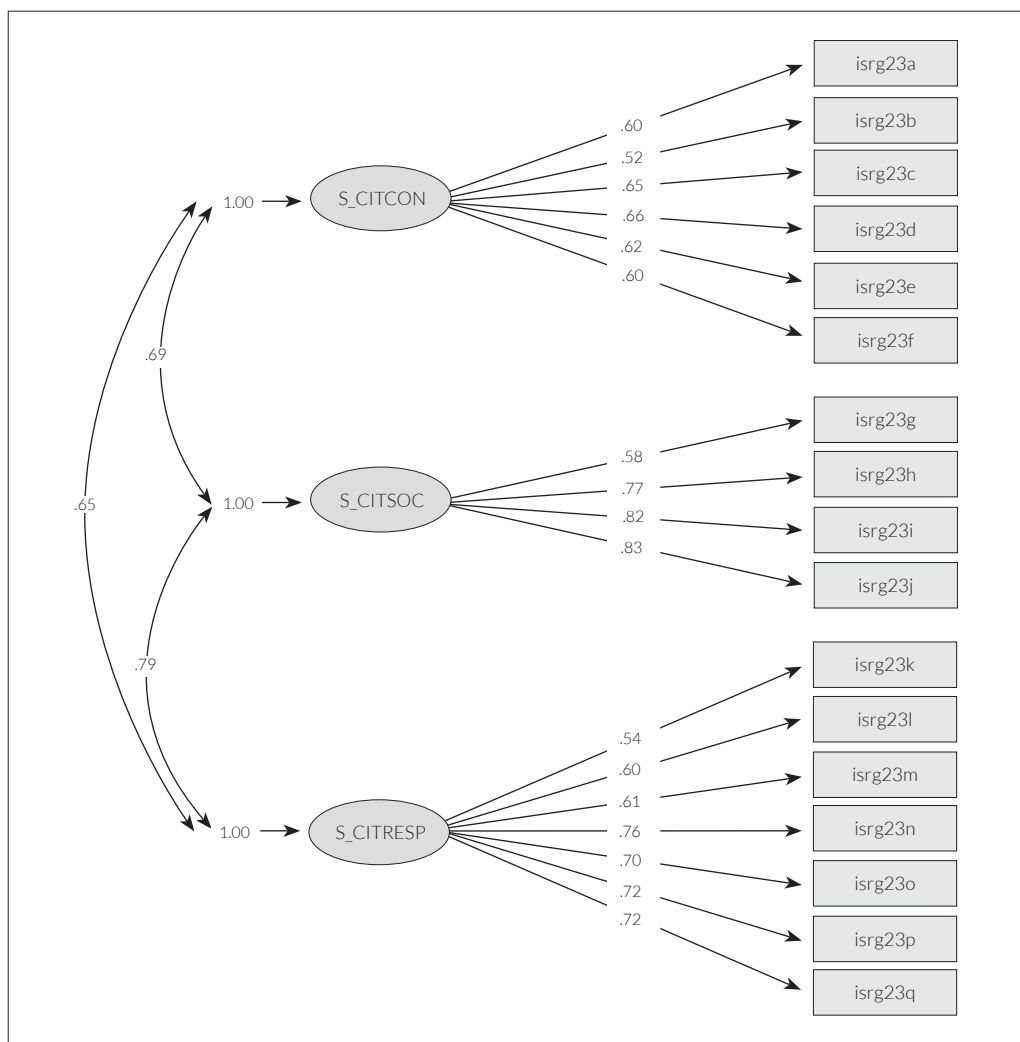 isrg23a
.60
isrg23b
.52
isrg23c
.65
1.00
S_CITCON
.66
isrg23d
.62
isrg23e
.60
isrg23f
.69
isrg23g
.58
isrg23h
.77
.65
1.00
S_CITSOC
.82
isrg23i
.83
isrg23j
.79
isrg23k
.54
isrg23l
.60
isrg23m
.61
1.00
S_CITRESP
.76
isrg23n
.70
isrg23o
.72
isrg23p
.72
isrg23q